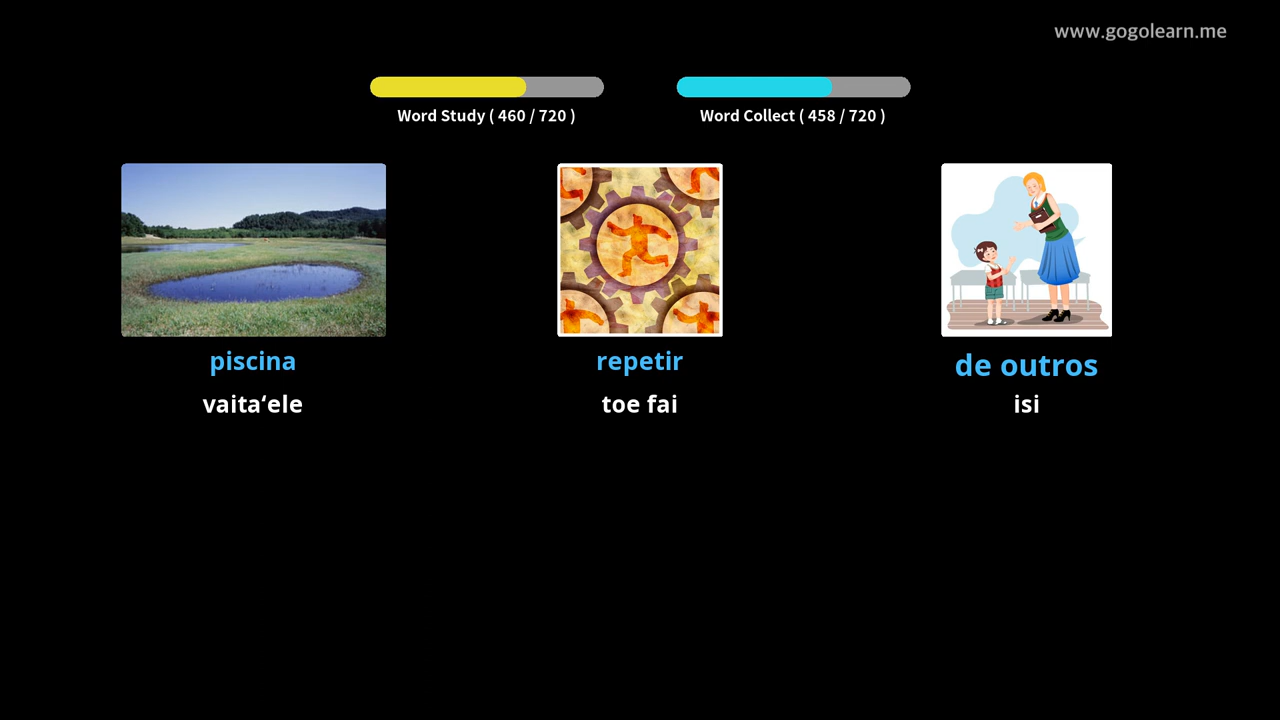 www.gogolearn.me
Word Study ( 460 / 720 )
Word Collect ( 458 / 720 )
piscina
repetir
de outros
vaita‘ele
toe fai
isi